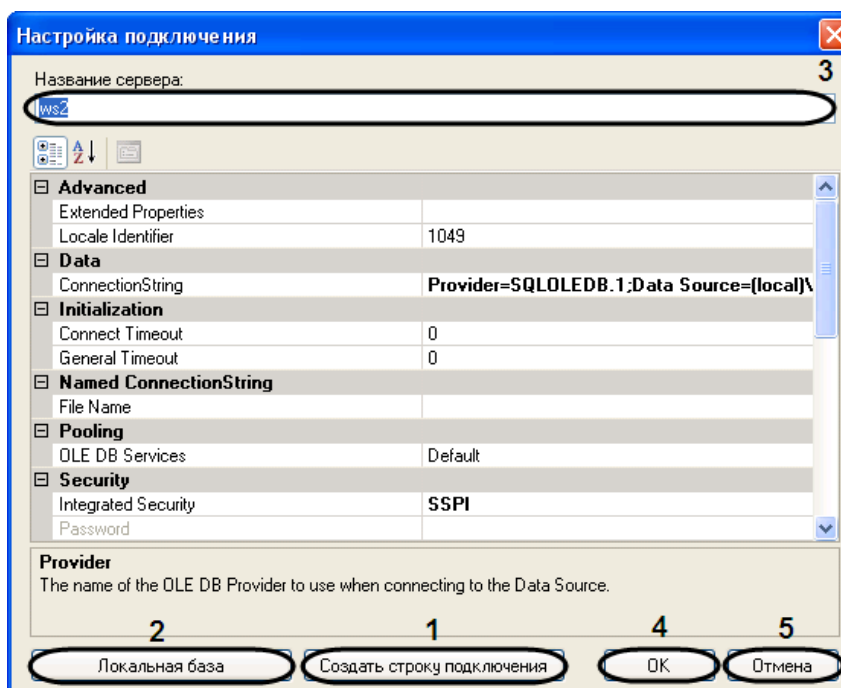 Настройка подключения
3
Название сервера:
ws2
Advanced
Extended Properties
Locale Identifier 1049
Data
ConnectionString Provider=SQLOLEDB.1;Data Source=(local)\
Initialization
Connect Timeout 0
General Timeout 0
Named ConnectionString
File Name
Pooling
OLE DB Services Default
Security
Integrated Security SSPI
Password
Provider
The name of the OLE DB Provider to use when connecting to the Data Source.
2 1 4 5
Локальная база Создать строку подключения OK Отмена